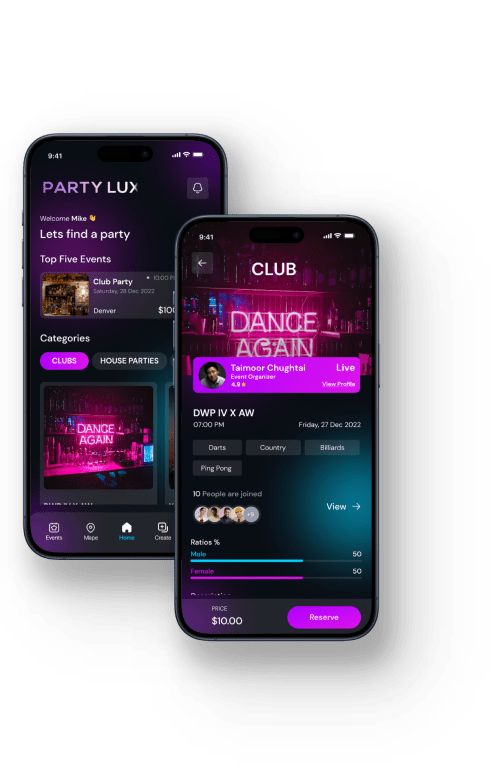 9:41
PARTY LUX
Welcome Mike 👋
Lets find a party
Top Five Events
Club Party
10:00 P
Saturday, 28 Dec 2022
Denver
$10
Categories
CLUBS
HOUSE PARTIES
DANCE
AGAIN
DWP IV X AW
Events
Maps
Home
Create
9:41
CLUB
DANCE
AGAIN
Taimoor Chughtai
Live
Event Organizer
4.9
View Profile
DWP IV X AW
07:00 PM
Friday, 27 Dec 2022
Darts
Country
Billiards
Ping Pong
10 People are joined
+6
View →
Ratios %
Male
50
Female
50
Description
PRICE
$10.00
Reserve